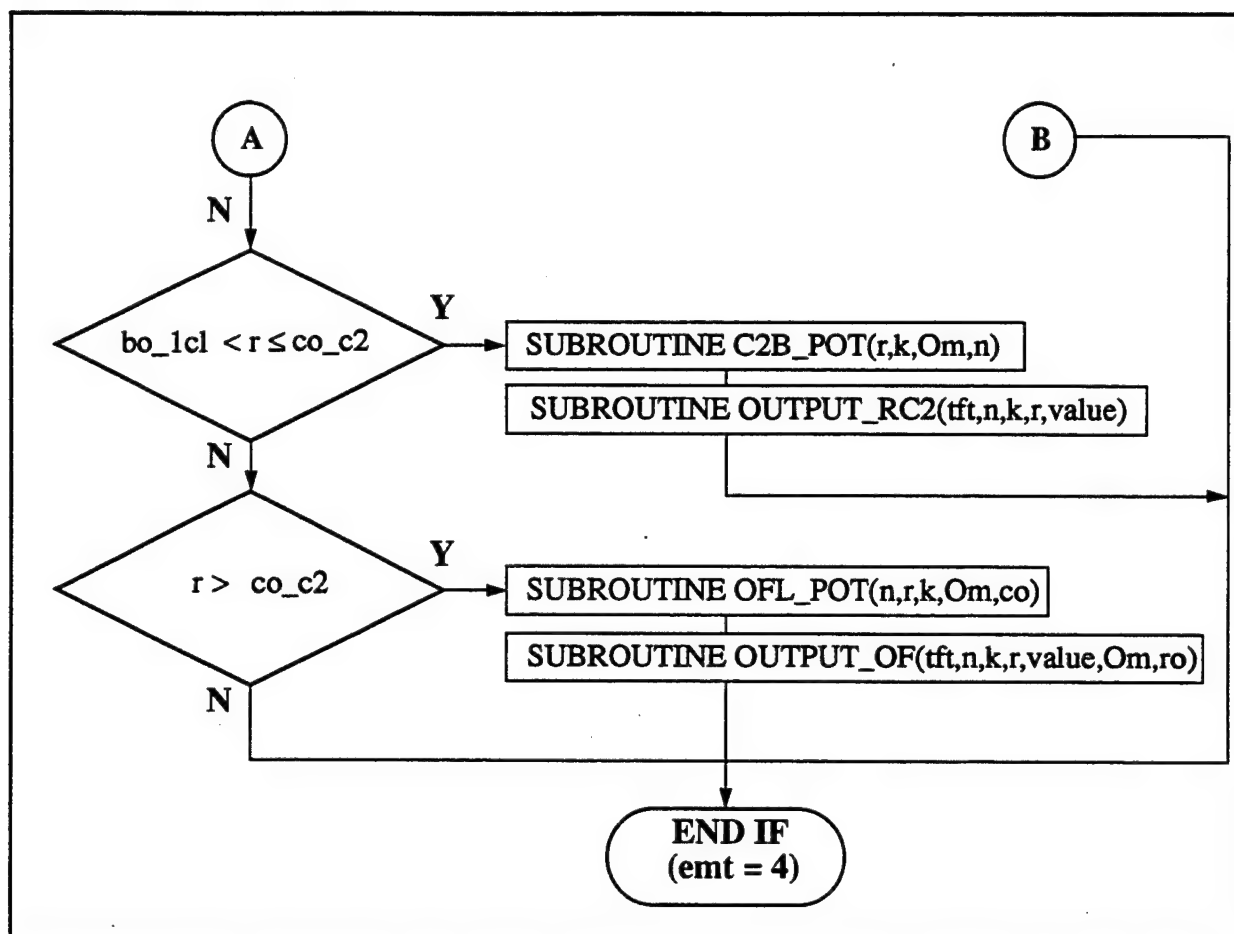 A
B
N
bo_1cl < r ≤ co_c2
Y
SUBROUTINE C2B_POT(r,k,Om,n)
SUBROUTINE OUTPUT_RC2(tft,n,k,r,value)
N
r > co_c2
Y
SUBROUTINE OFL_POT(n,r,k,Om,co)
SUBROUTINE OUTPUT_OF(tft,n,k,r,value,Om,ro)
N
END IF
(emt = 4)